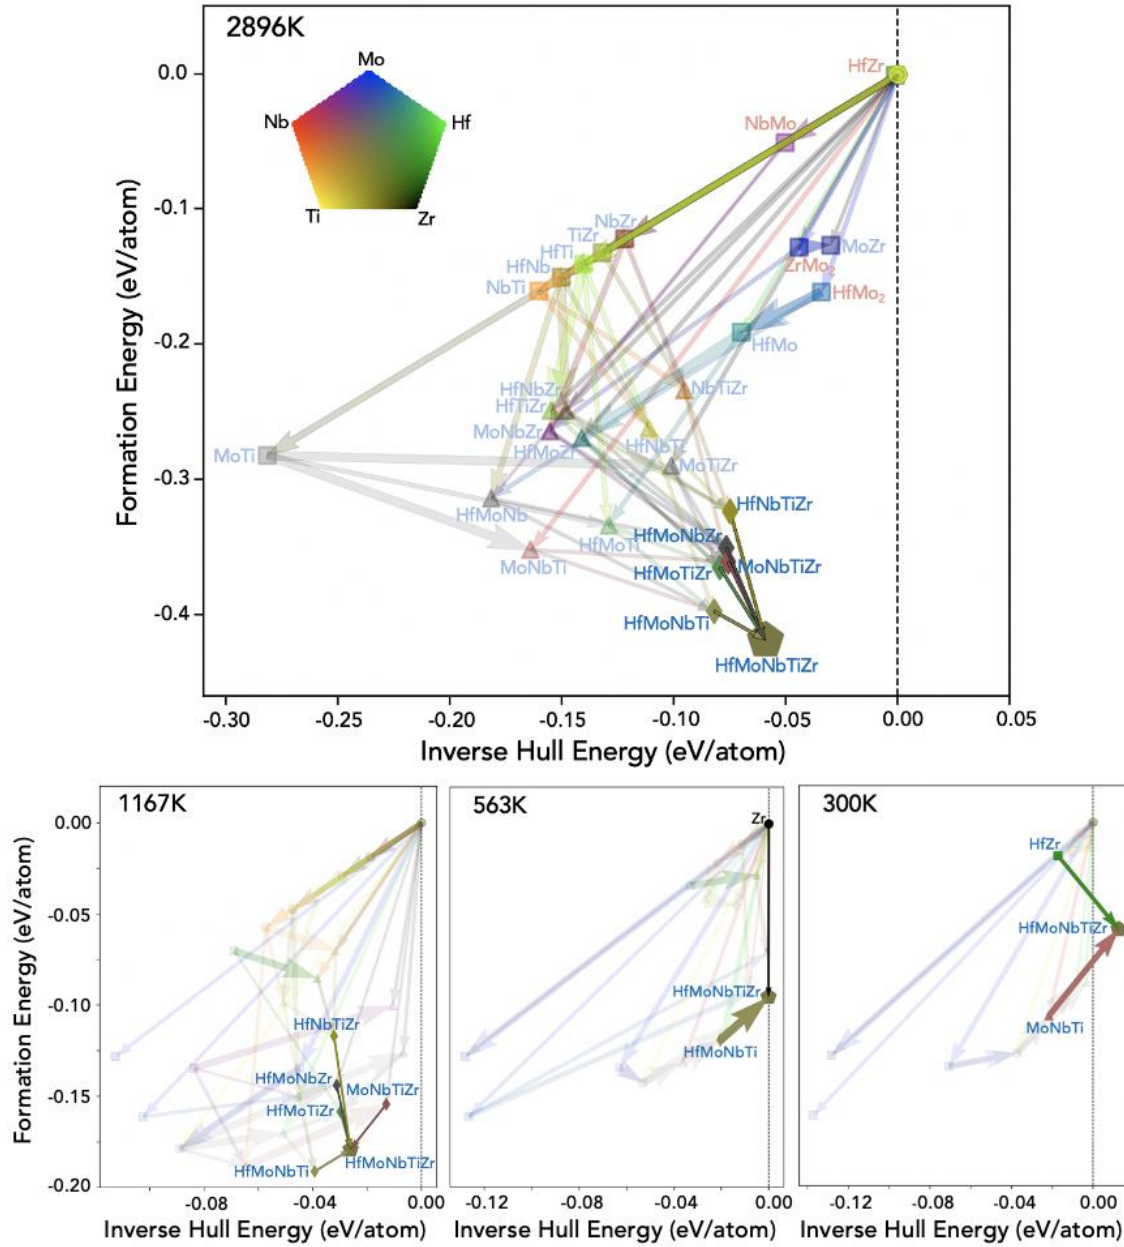 2896K
Mo
Nb
Hf
Ti
Zr
HfZr
NbMo
NbZr
TiZr
HfTi
HfNb
NbTi
MoZr
ZrMo₂
HfMo₂
HfMo
HfNbZr
HfTiZr
NbTiZr
MoNbZr
HfMoZr
HfNbTi
MoTi
MoTiZr
HfMoNb
HfNbTiZr
HfMoTi
HfMoNbZr
MoNbTi
MoNbTiZr
HfMoTiZr
HfMoNbTi
HfMoNbTiZr
0.0
-0.1
-0.2
-0.3
-0.4
Formation Energy (eV/atom)
-0.30
-0.25
-0.20
-0.15
-0.10
-0.05
0.00
0.05
Inverse Hull Energy (eV/atom)
1167K
0.00
-0.05
-0.10
-0.15
-0.20
Formation Energy (eV/atom)
HfNbTiZr
HfMoNbZr
MoNbTiZr
HfMoTiZr
HfMoNbTi
HfMoNbTiZr
-0.08
-0.04
0.00
Inverse Hull Energy (eV/atom)
563K
Zr
HfMoNbTiZr
HfMoNbTi
-0.12
-0.08
-0.04
0.00
Inverse Hull Energy (eV/atom)
300K
HfZr
HfMoNbTiZr
MoNbTi
-0.12
-0.08
-0.04
0.00
Inverse Hull Energy (eV/atom)